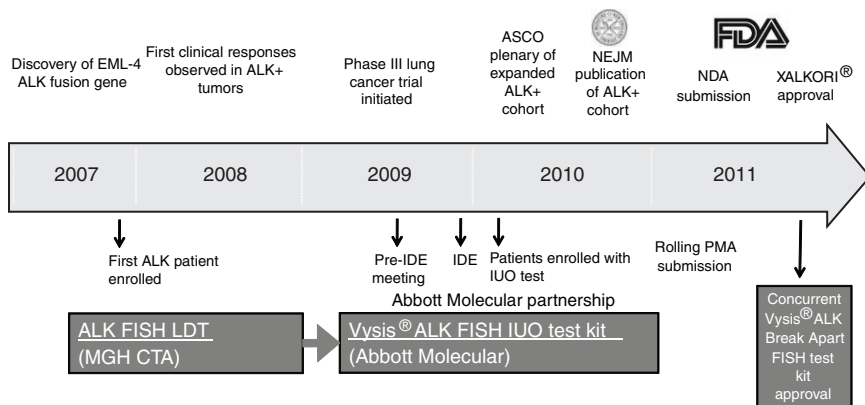 Discovery of EML-4
ALK fusion gene
First clinical responses
observed in ALK+
tumors
Phase III lung
cancer trial
initiated
ASCO
plenary of
expanded
ALK+
cohort
NEJM
publication
of ALK+
cohort
FDA
NDA
submission
XALKORI®
approval
2007
2008
2009
2010
2011
First ALK patient
enrolled
Pre-IDE
meeting
IDE
Patients enrolled with
IUO test
Rolling PMA
submission
Abbott Molecular partnership
ALK FISH LDT
(MGH CTA)
Vysis® ALK FISH IUO test kit
(Abbott Molecular)
Concurrent
Vysis® ALK
Break Apart
FISH test
kit
approval